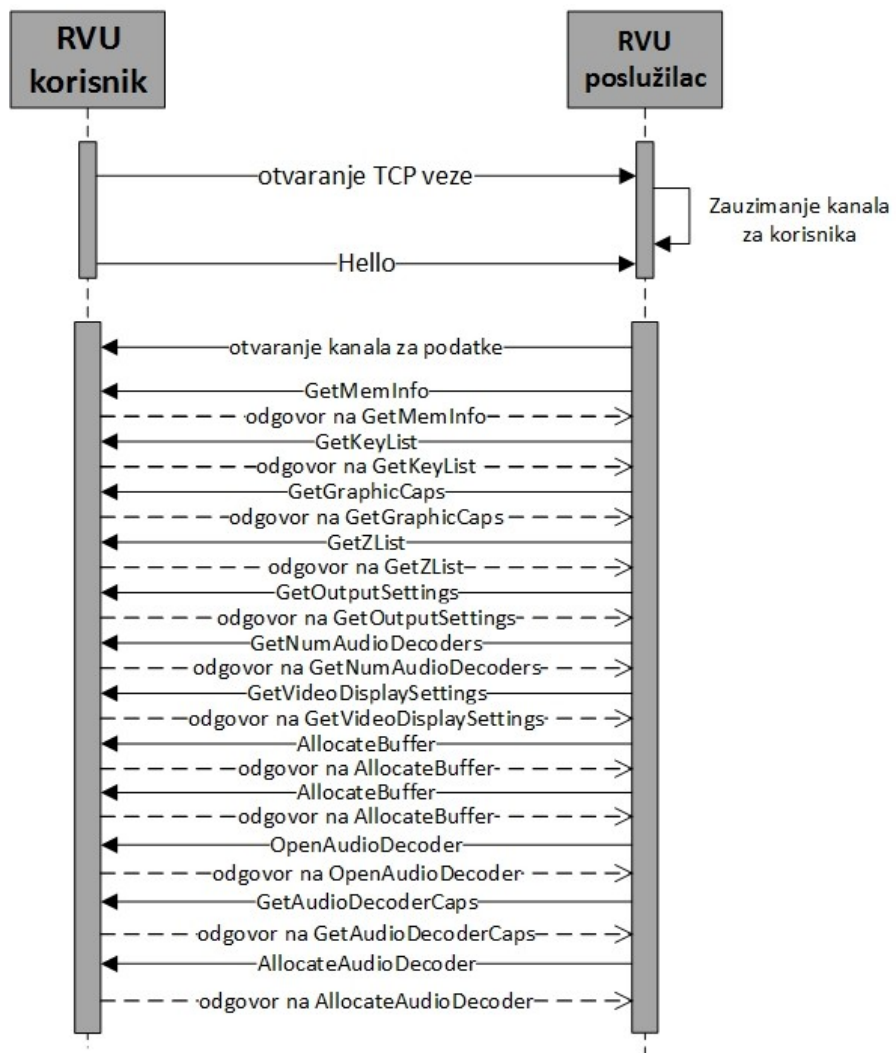 RVU
korisnik
RVU
poslužilac
otvaranje TCP veze
Zauzimanje kanala
za korisnika
Hello
otvaranje kanala za podatke
GetMemInfo
odgovor na GetMemInfo
GetKeyList
odgovor na GetKeyList
GetGraphicCaps
odgovor na GetGraphicCaps
GetZList
odgovor na GetZList
GetOutputSettings
odgovor na GetOutputSettings
GetNumAudioDecoders
odgovor na GetNumAudioDecoders
GetVideoDisplaySettings
odgovor na GetVideoDisplaySettings
AllocateBuffer
odgovor na AllocateBuffer
AllocateBuffer
odgovor na AllocateBuffer
OpenAudioDecoder
odgovor na OpenAudioDecoder
GetAudioDecoderCaps
odgovor na GetAudioDecoderCaps
AllocateAudioDecoder
odgovor na AllocateAudioDecoder